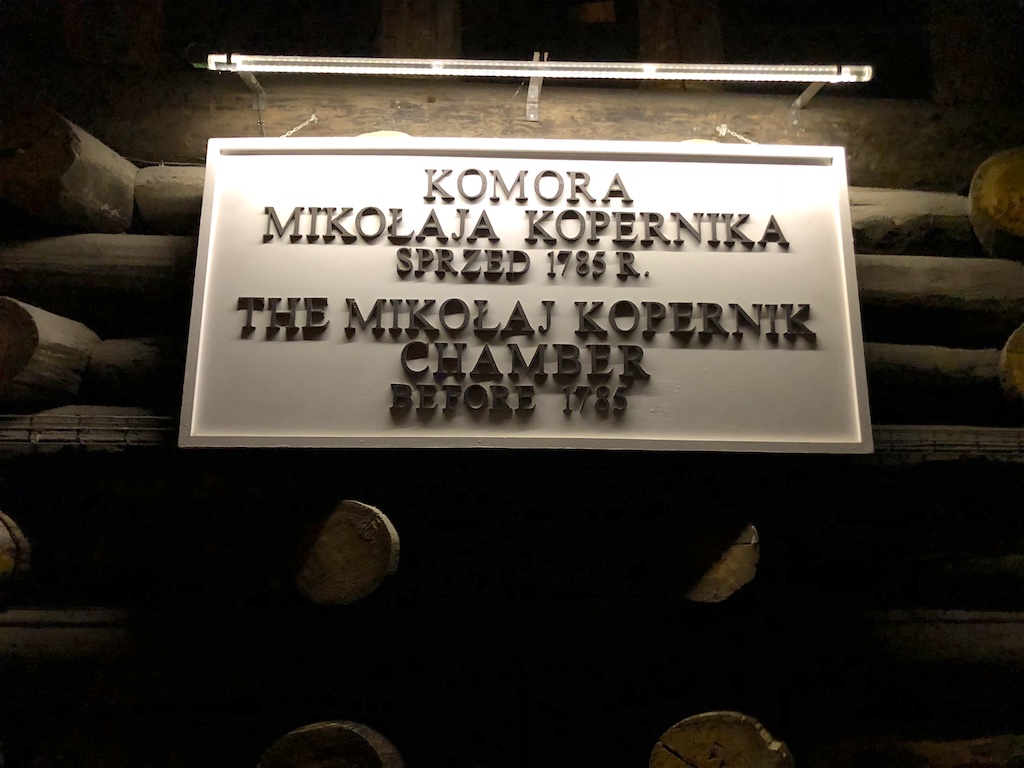 KOMORA
MIKOŁAJA KOPERNIKA
SPRZED 1785 R.
THE MIKOŁAJ KOPERNIK
CHAMBER
BEFORE 1785